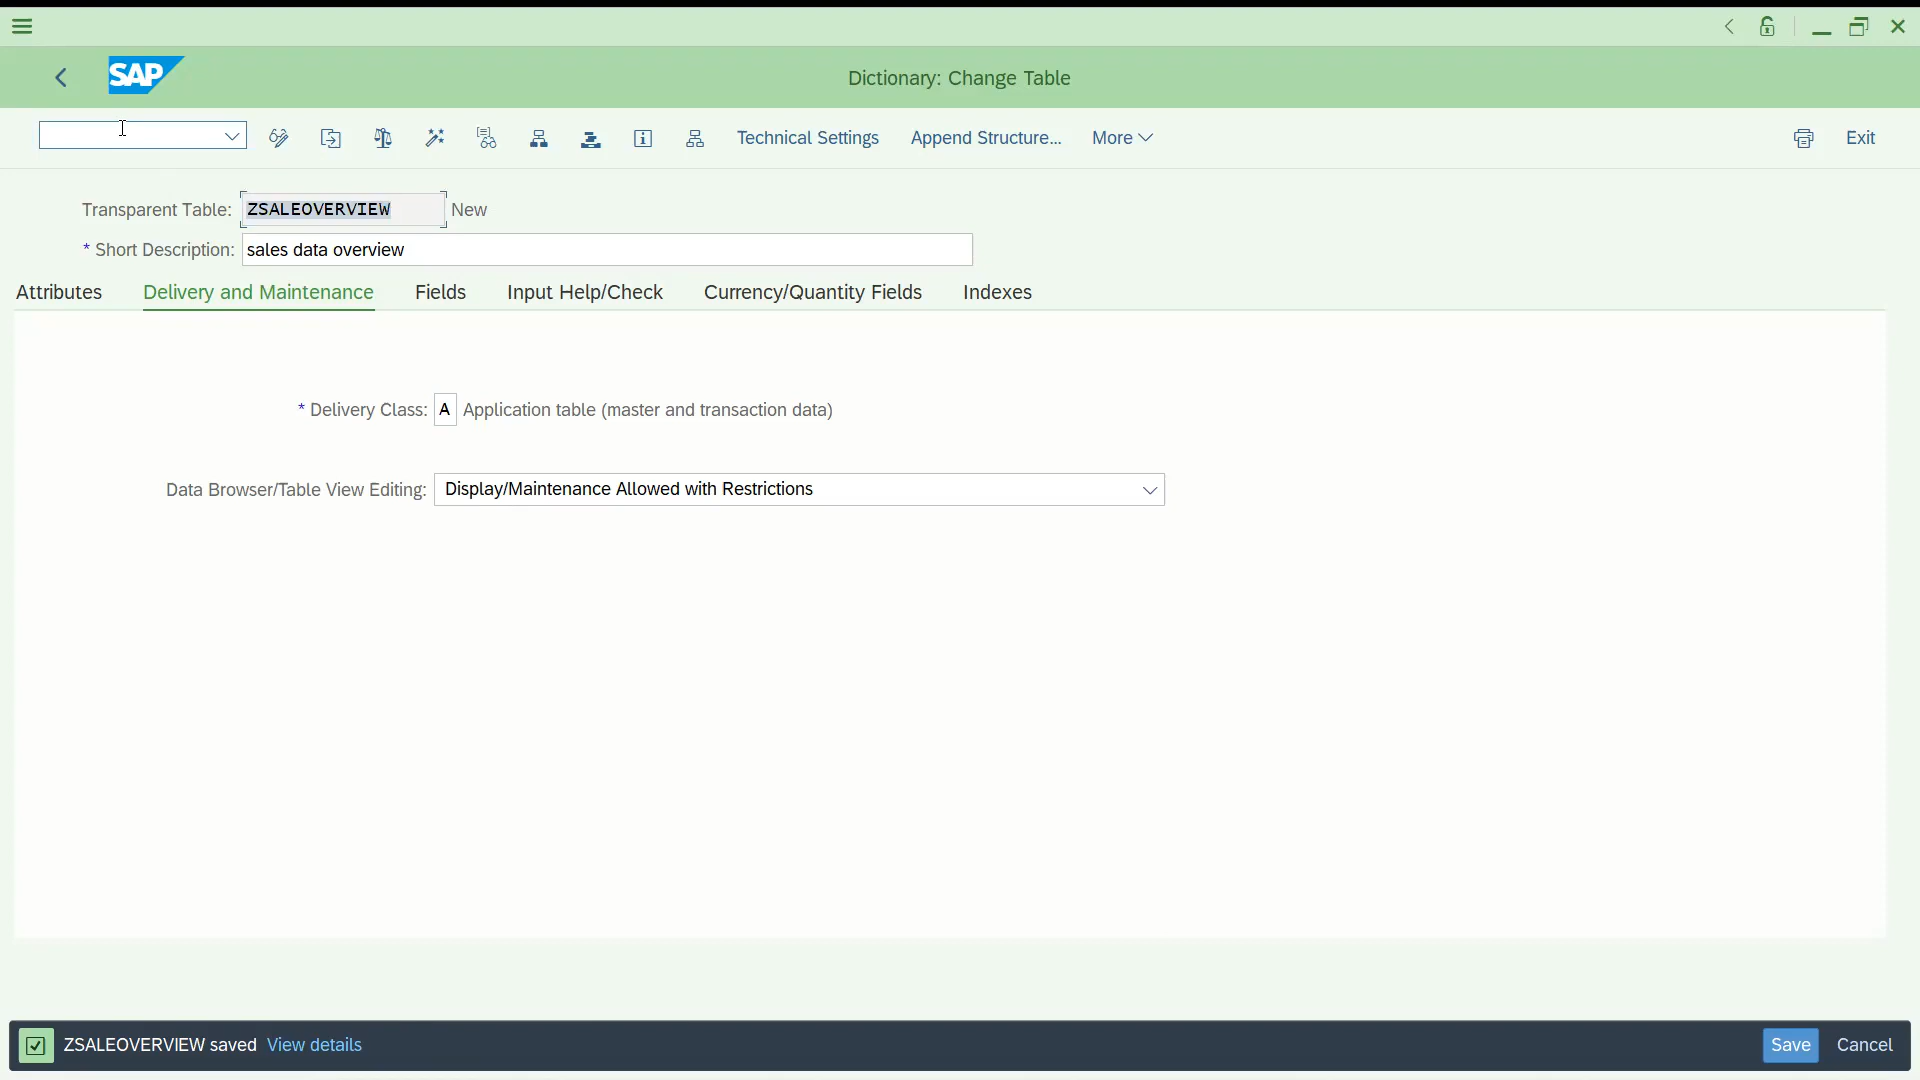 SAP
Dictionary: Change Table
Technical Settings
Append Structure...
More
Exit
Transparent Table: ZSALEOVERVIEW New
* Short Description: sales data overview
Attributes
Delivery and Maintenance
Fields
Input Help/Check
Currency/Quantity Fields
Indexes
* Delivery Class: A Application table (master and transaction data)
Data Browser/Table View Editing: Display/Maintenance Allowed with Restrictions
ZSALEOVERVIEW saved View details
Save
Cancel